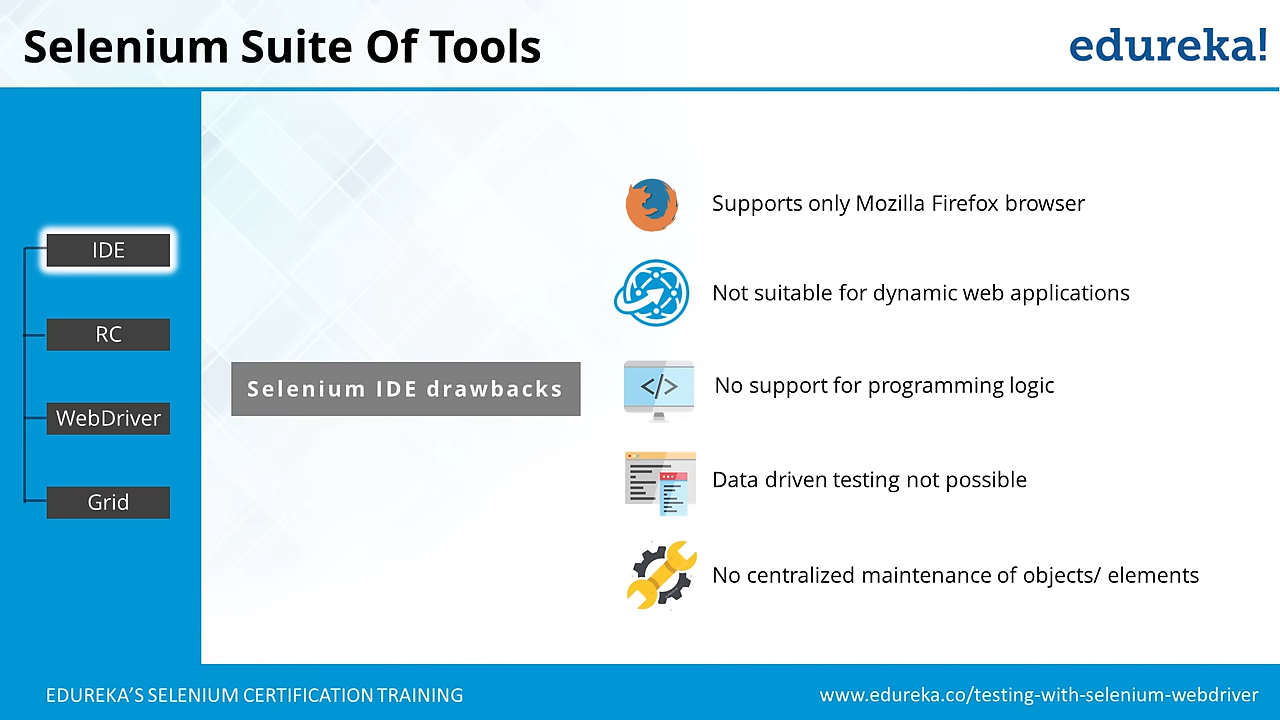 Selenium Suite Of Tools
edureka!
IDE
RC
WebDriver
Grid
Selenium IDE drawbacks
Supports only Mozilla Firefox browser
Not suitable for dynamic web applications
</>
No support for programming logic
Data driven testing not possible
No centralized maintenance of objects/ elements
EDUREKA’S SELENIUM CERTIFICATION TRAINING
www.edureka.co/testing-with-selenium-webdriver